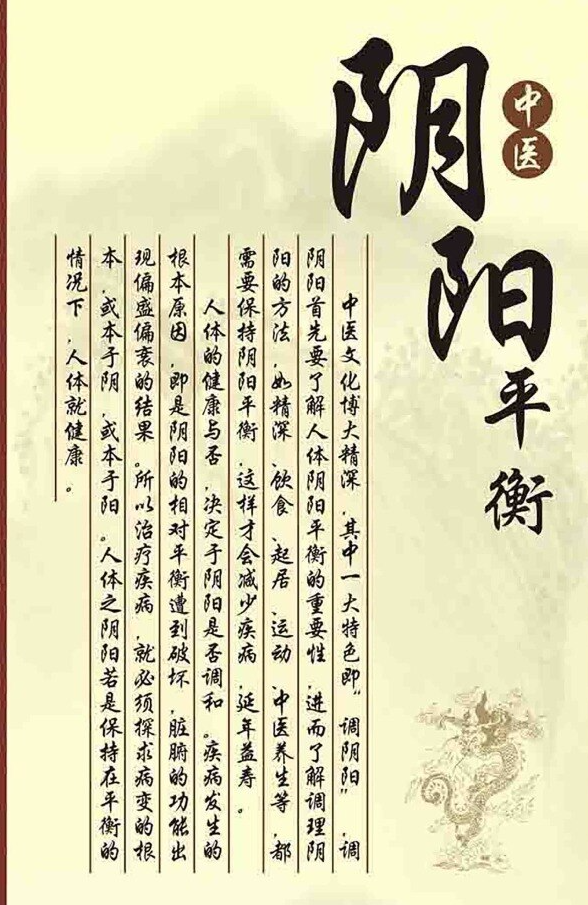 中医
阴阳平衡
中医文化博大精深，其中一大特色即"调阴阳"，调
阴阳首先要了解人体阴阳平衡的重要性，进而了解调理阴
阳的方法，如精深、饮食、起居、运动、中医养生等，都
需要保持阴阳平衡，这样才会减少疾病，延年益寿。
人体的健康与否，决定于阴阳是否调和。疾病发生的
根本原因，即是阴阳的相对平衡遭到破坏，脏腑的功能出
现偏盛偏衰的结果。所以治疗疾病，就必须探求病变的根
本，或本于阴，或本于阳。人体之阴阳若是保持在平衡的
情况下，人体就健康。